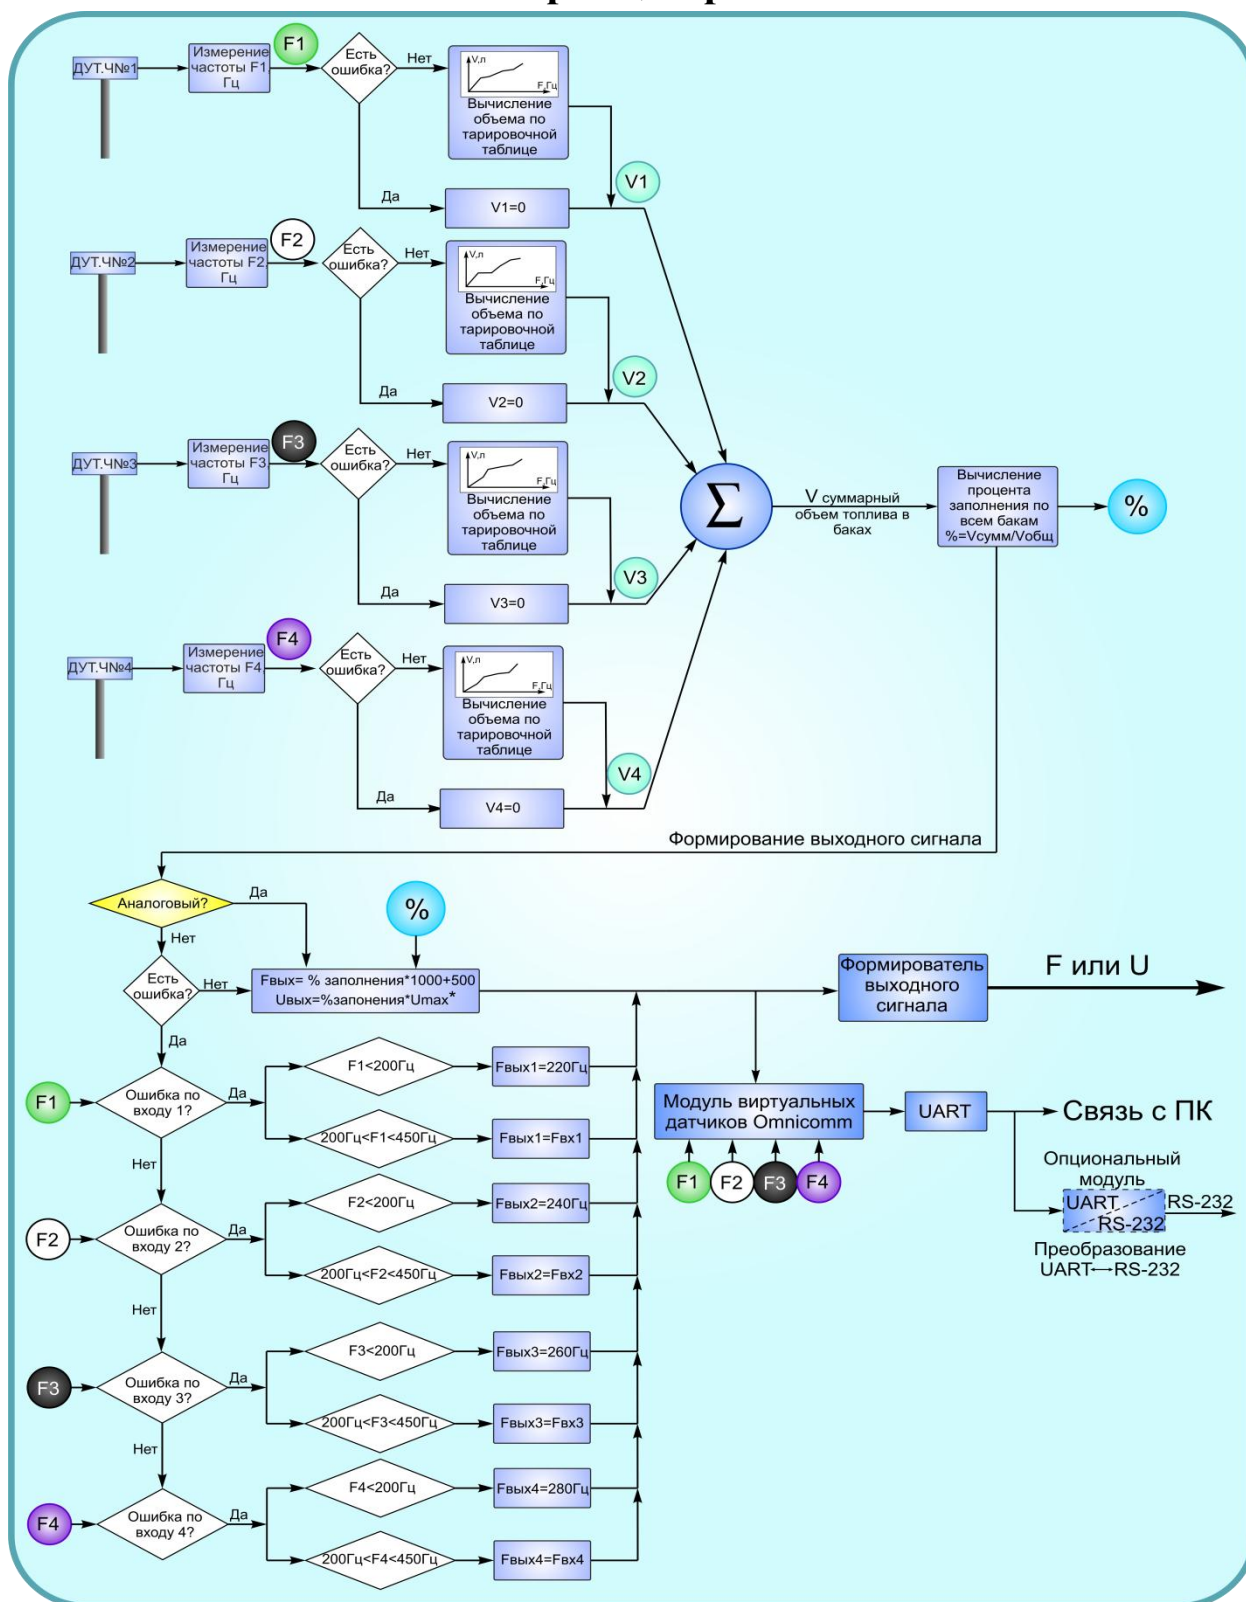 ДУТ.Ч№1
Измерение
частоты F1,
Гц
F1
Есть
ошибка?
Нет
V,л
F,Гц
Вычисление
объема по
тарировочной
таблице
V1
Да
V1=0
ДУТ.Ч№2
Измерение
частоты F2,
Гц
F2
Есть
ошибка?
Нет
V,л
F,Гц
Вычисление
объема по
тарировочной
таблице
V2
Да
V2=0
ДУТ.Ч№3
Измерение
частоты F3,
Гц
F3
Есть
ошибка?
Нет
V,л
F,Гц
Вычисление
объема по
тарировочной
таблице
V3
Да
V3=0
ДУТ.Ч№4
Измерение
частоты F4,
Гц
F4
Есть
ошибка?
Нет
V,л
F,Гц
Вычисление
объема по
тарировочной
таблице
V4
Да
V4=0
Σ
V суммарный
объем топлива в
баках
Вычисление
процента
заполнения по
всем бакам
%=Vсумм/Vобщ
%
Формирование выходного сигнала
Аналоговый?
Да
%
Нет
Есть
ошибка?
Нет
Fвых= % заполнения*1000+500
Uвых=%запонения*Umax*
Формирователь
выходного
сигнала
F или U
Да
F1
Ошибка по
входу 1?
Да
F1<200Гц
Fвых1=220Гц
200Гц<F1<450Гц
Fвых1=Fвх1
Нет
F2
Ошибка по
входу 2?
Да
F2<200Гц
Fвых2=240Гц
200Гц<F2<450Гц
Fвых2=Fвх2
Нет
F3
Ошибка по
входу 3?
Да
F3<200Гц
Fвых3=260Гц
200Гц<F3<450Гц
Fвых3=Fвх3
Нет
F4
Ошибка по
входу 4?
Да
F4<200Гц
Fвых4=280Гц
200Гц<F4<450Гц
Fвых4=Fвх4
Модуль виртуальных
датчиков Omnicomm
F1
F2
F3
F4
UART
Связь с ПК
Опциональный
модуль
UART
RS-232
RS-232
Преобразование
UART↔RS-232